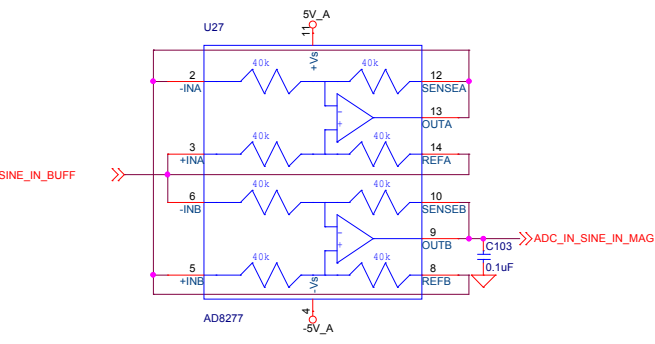 5V_A
U27
11
+Vs
40k
40k
2
12
-INA
SENSEA
13
OUTA
40k
40k
3
14
+INA
REFA
SINE_IN_BUFF
40k
40k
6
10
-INB
SENSEB
9
ADC_IN_SINE_IN_MAG
OUTB
C103
40k
40k
5
8
0.1uF
+INB
-Vs
REFB
4
AD8277
-5V_A